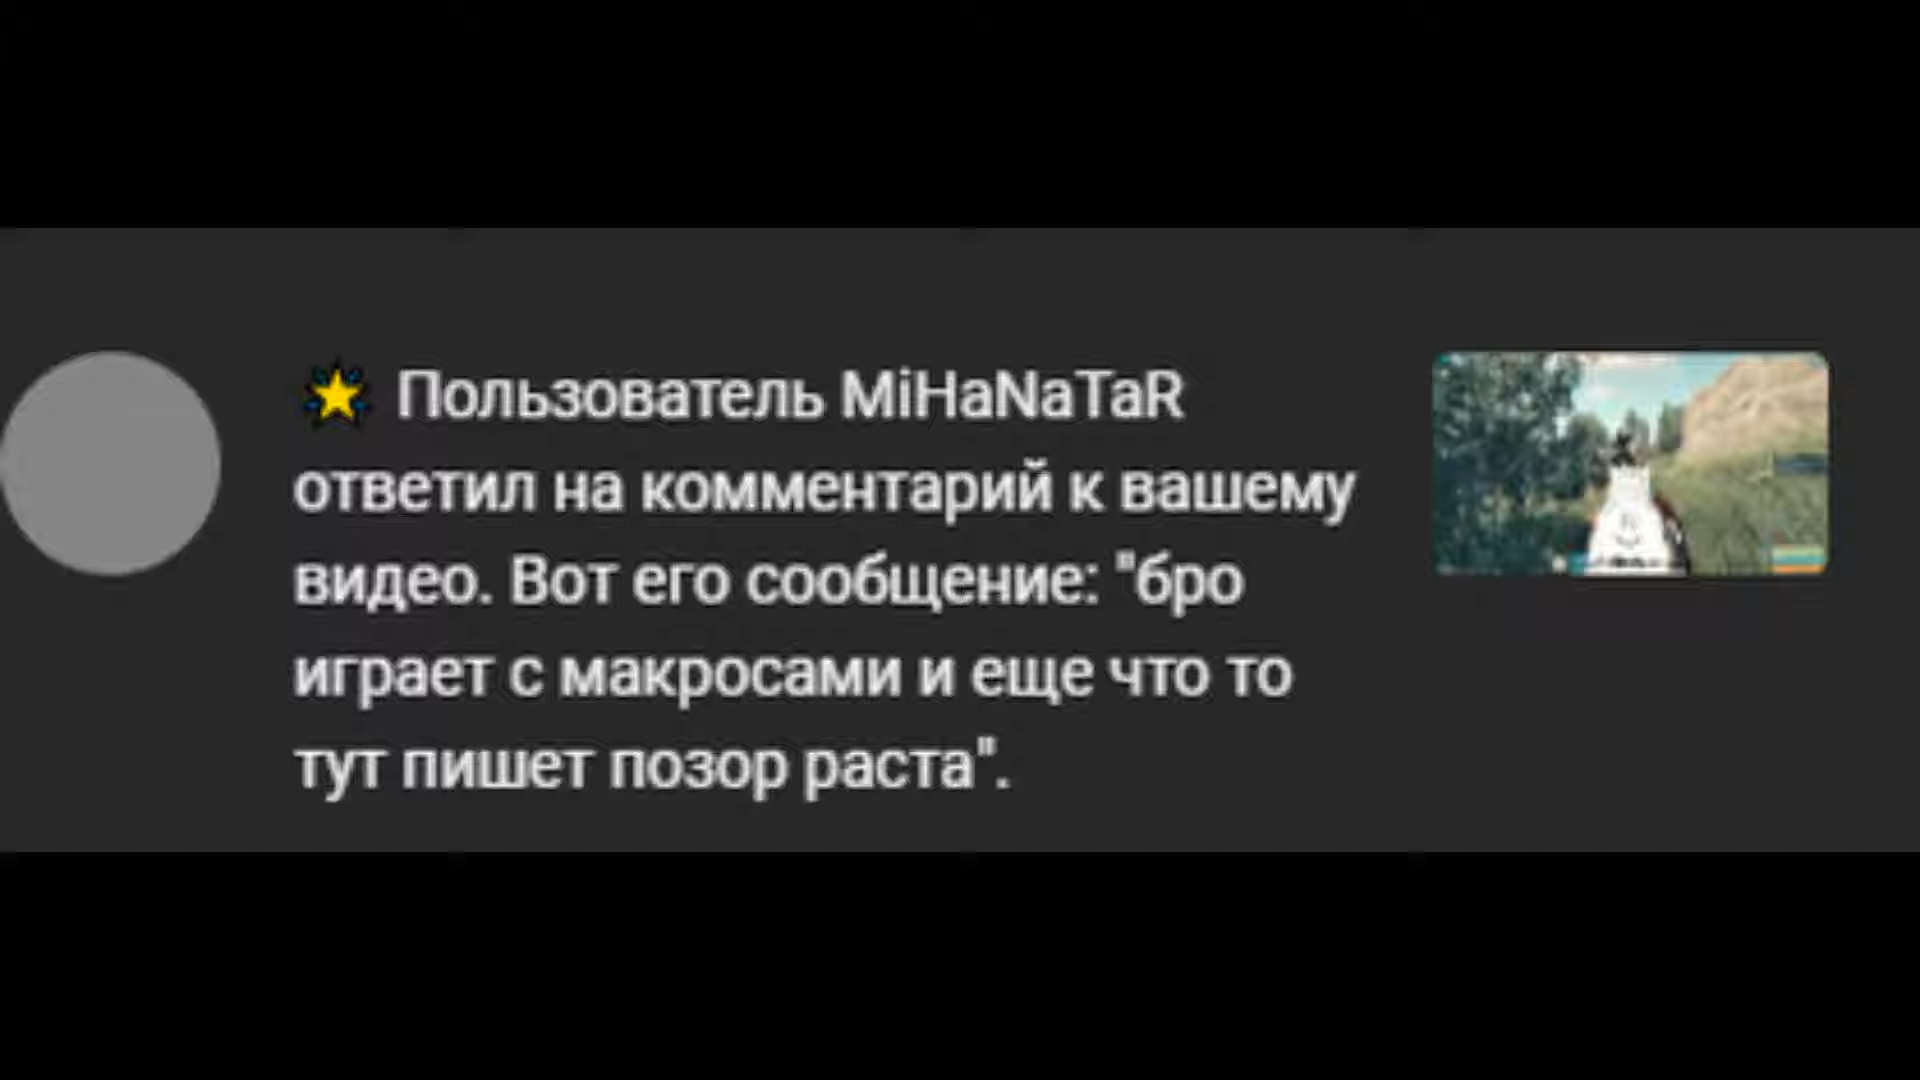 🌟 Пользователь MiHaNaTaR
ответил на комментарий к вашему
видео. Вот его сообщение: "бро
играет с макросами и еще что то
тут пишет позор раста".